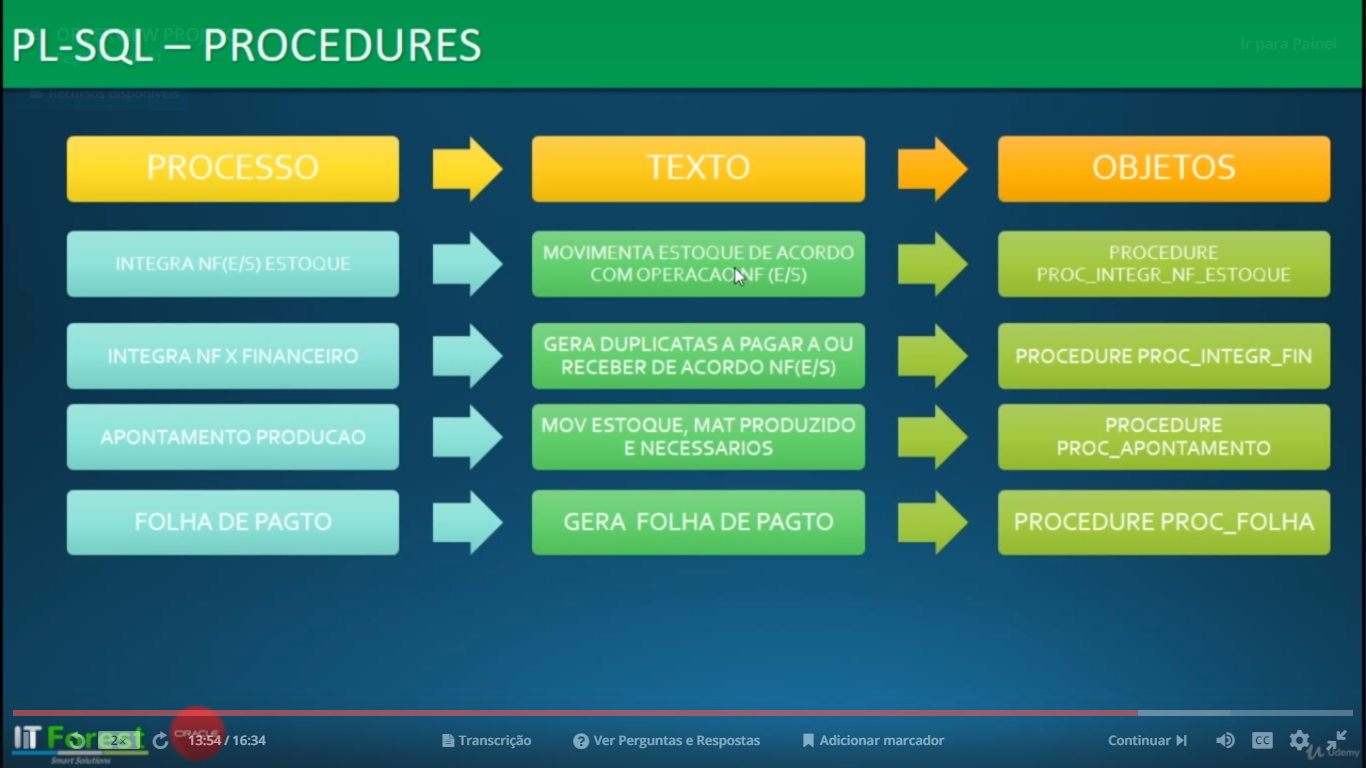 PL-SQL – PROCEDURES
Ir para Painel
Recursos disponíveis
PROCESSO
TEXTO
OBJETOS
INTEGRA NF(E/S) ESTOQUE
MOVIMENTA ESTOQUE DE ACORDO
COM OPERACAO NF (E/S)
PROCEDURE
PROC_INTEGR_NF_ESTOQUE
INTEGRA NF X FINANCEIRO
GERA DUPLICATAS A PAGAR A OU
RECEBER DE ACORDO NF(E/S)
PROCEDURE PROC_INTEGR_FIN
APONTAMENTO PRODUCAO
MOV ESTOQUE, MAT PRODUZIDO
E NECESSARIOS
PROCEDURE
PROC_APONTAMENTO
FOLHA DE PAGTO
GERA FOLHA DE PAGTO
PROCEDURE PROC_FOLHA
IT Forest
Smart Solutions
2x
ORACLE
13:54 / 16:34
Transcrição
Ver Perguntas e Respostas
Adicionar marcador
Continuar
CC
Udemy